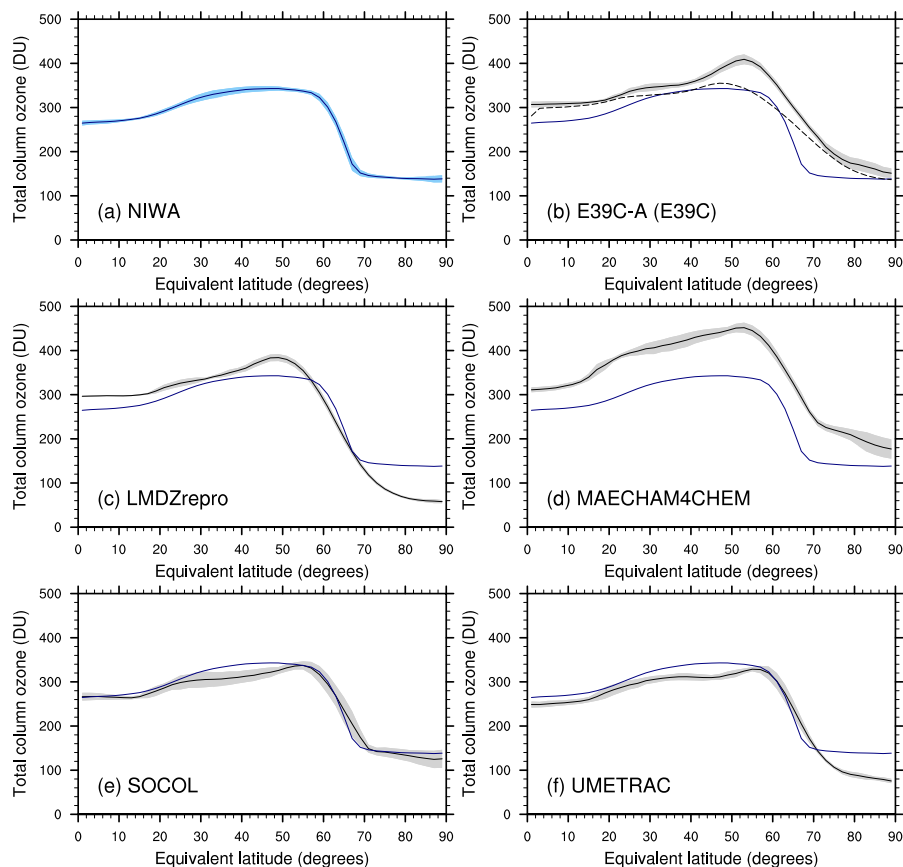 500
400
300
200
100
0
Total column ozone (DU)
(a) NIWA
0 10 20 30 40 50 60 70 80 90
Equivalent latitude (degrees)
500
400
300
200
100
0
Total column ozone (DU)
(b) E39C-A (E39C)
0 10 20 30 40 50 60 70 80 90
Equivalent latitude (degrees)
500
400
300
200
100
0
Total column ozone (DU)
(c) LMDZrepro
0 10 20 30 40 50 60 70 80 90
Equivalent latitude (degrees)
500
400
300
200
100
0
Total column ozone (DU)
(d) MAECHAM4CHEM
0 10 20 30 40 50 60 70 80 90
Equivalent latitude (degrees)
500
400
300
200
100
0
Total column ozone (DU)
(e) SOCOL
0 10 20 30 40 50 60 70 80 90
Equivalent latitude (degrees)
500
400
300
200
100
0
Total column ozone (DU)
(f) UMETRAC
0 10 20 30 40 50 60 70 80 90
Equivalent latitude (degrees)